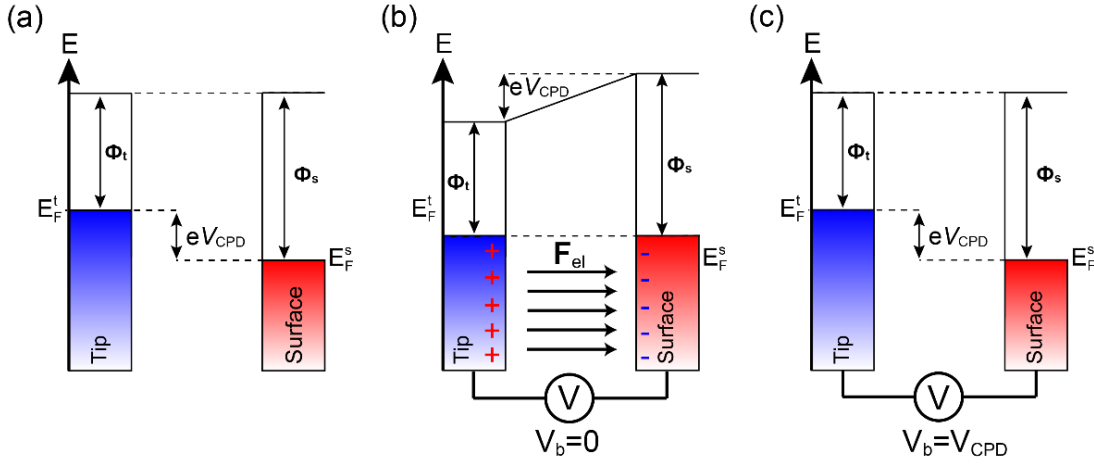 (a)
E
Φt
Φs
E_F^t
eV_CPD
E_F^s
Tip
Surface
(b)
E
eV_CPD
Φt
Φs
E_F^t
F_el
E_F^s
+
+
+
+
+
-
-
-
-
-
Tip
Surface
V
V_b=0
(c)
E
Φt
Φs
E_F^t
eV_CPD
E_F^s
Tip
Surface
V
V_b=V_CPD